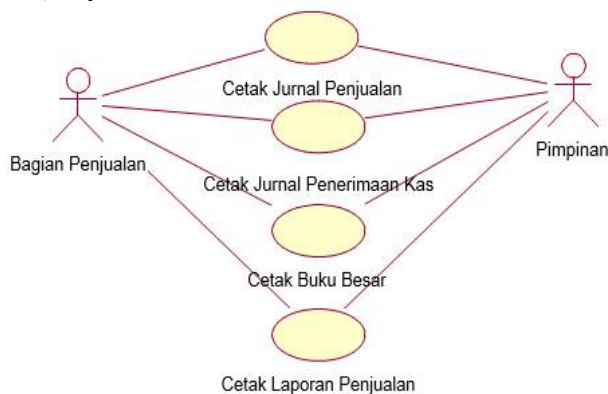 Cetak Jurnal Penjualan
Bagian Penjualan
Pimpinan
Cetak Jurnal Penerimaan Kas
Cetak Buku Besar
Cetak Laporan Penjualan